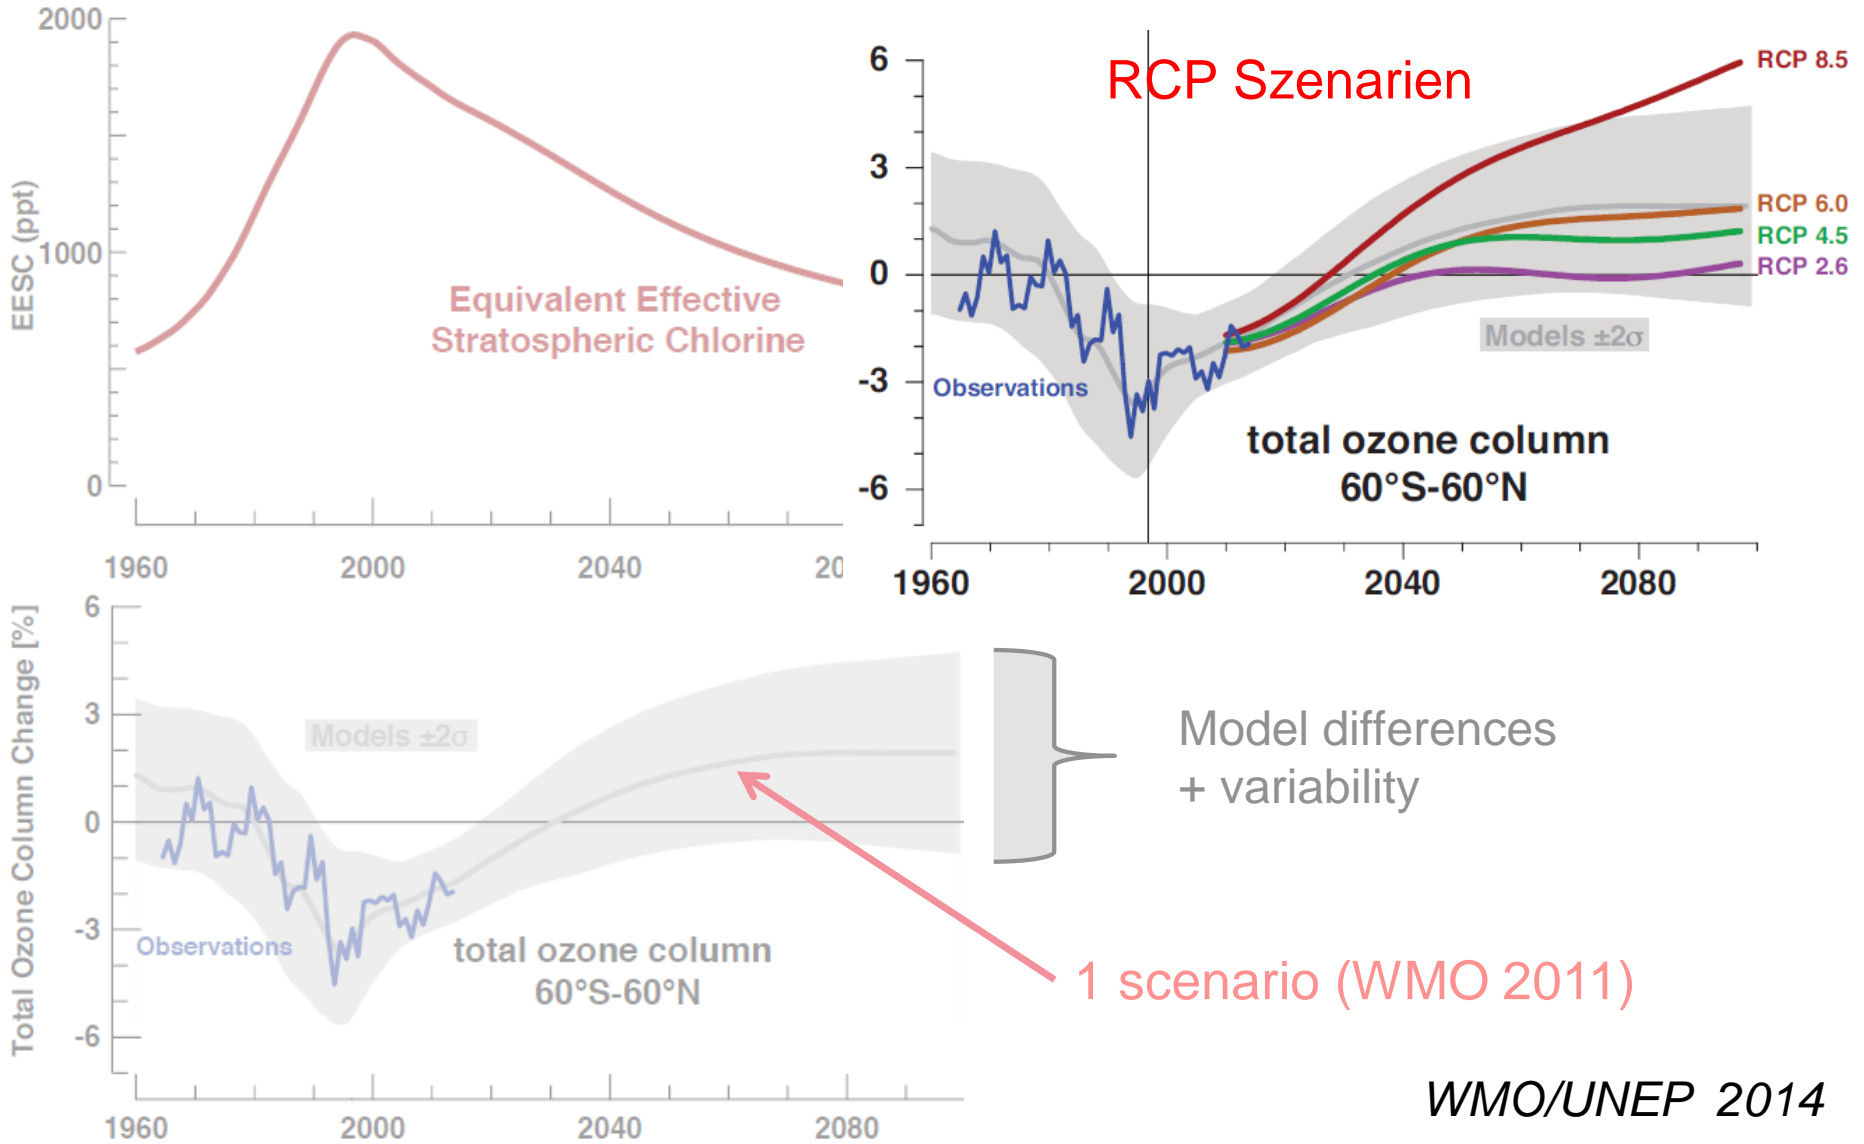 2000
1000
0
EESC (ppt)
Equivalent Effective
Stratospheric Chlorine
1960
2000
2040
20
6
3
0
-3
-6
RCP Szenarien
RCP 8.5
RCP 6.0
RCP 4.5
RCP 2.6
Models ±2σ
Observations
total ozone column
60°S-60°N
1960
2000
2040
2080
Total Ozone Column Change [%]
6
3
0
-3
-6
Models ±2σ
Observations
total ozone column
60°S-60°N
1960
2000
2040
2080
Model differences
+ variability
1 scenario (WMO 2011)
WMO/UNEP 2014